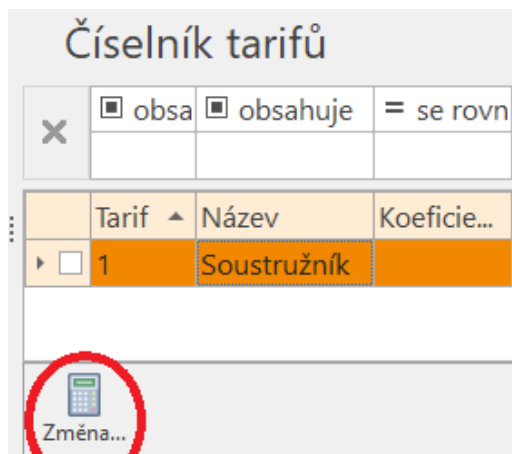 Číselník tarifů
obsa obsahuje = se rovn
Tarif Název Koeficie...
1 Soustružník
Změna...